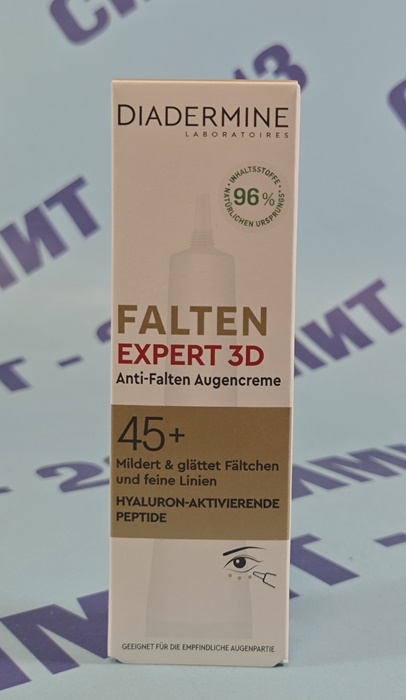 DIADERMINE
LABORATOIRES
INHALTSSTOFFE
96%
NATÜRLICHEN URSPRUNGS
FALTEN
EXPERT 3D
Anti-Falten Augencreme
45+
Mildert & glättet Fältchen
und feine Linien
HYALURON-AKTIVIERENDE
PEPTIDE
GEEIGNET FÜR DIE EMPFINDLICHE AUGENPARTIE